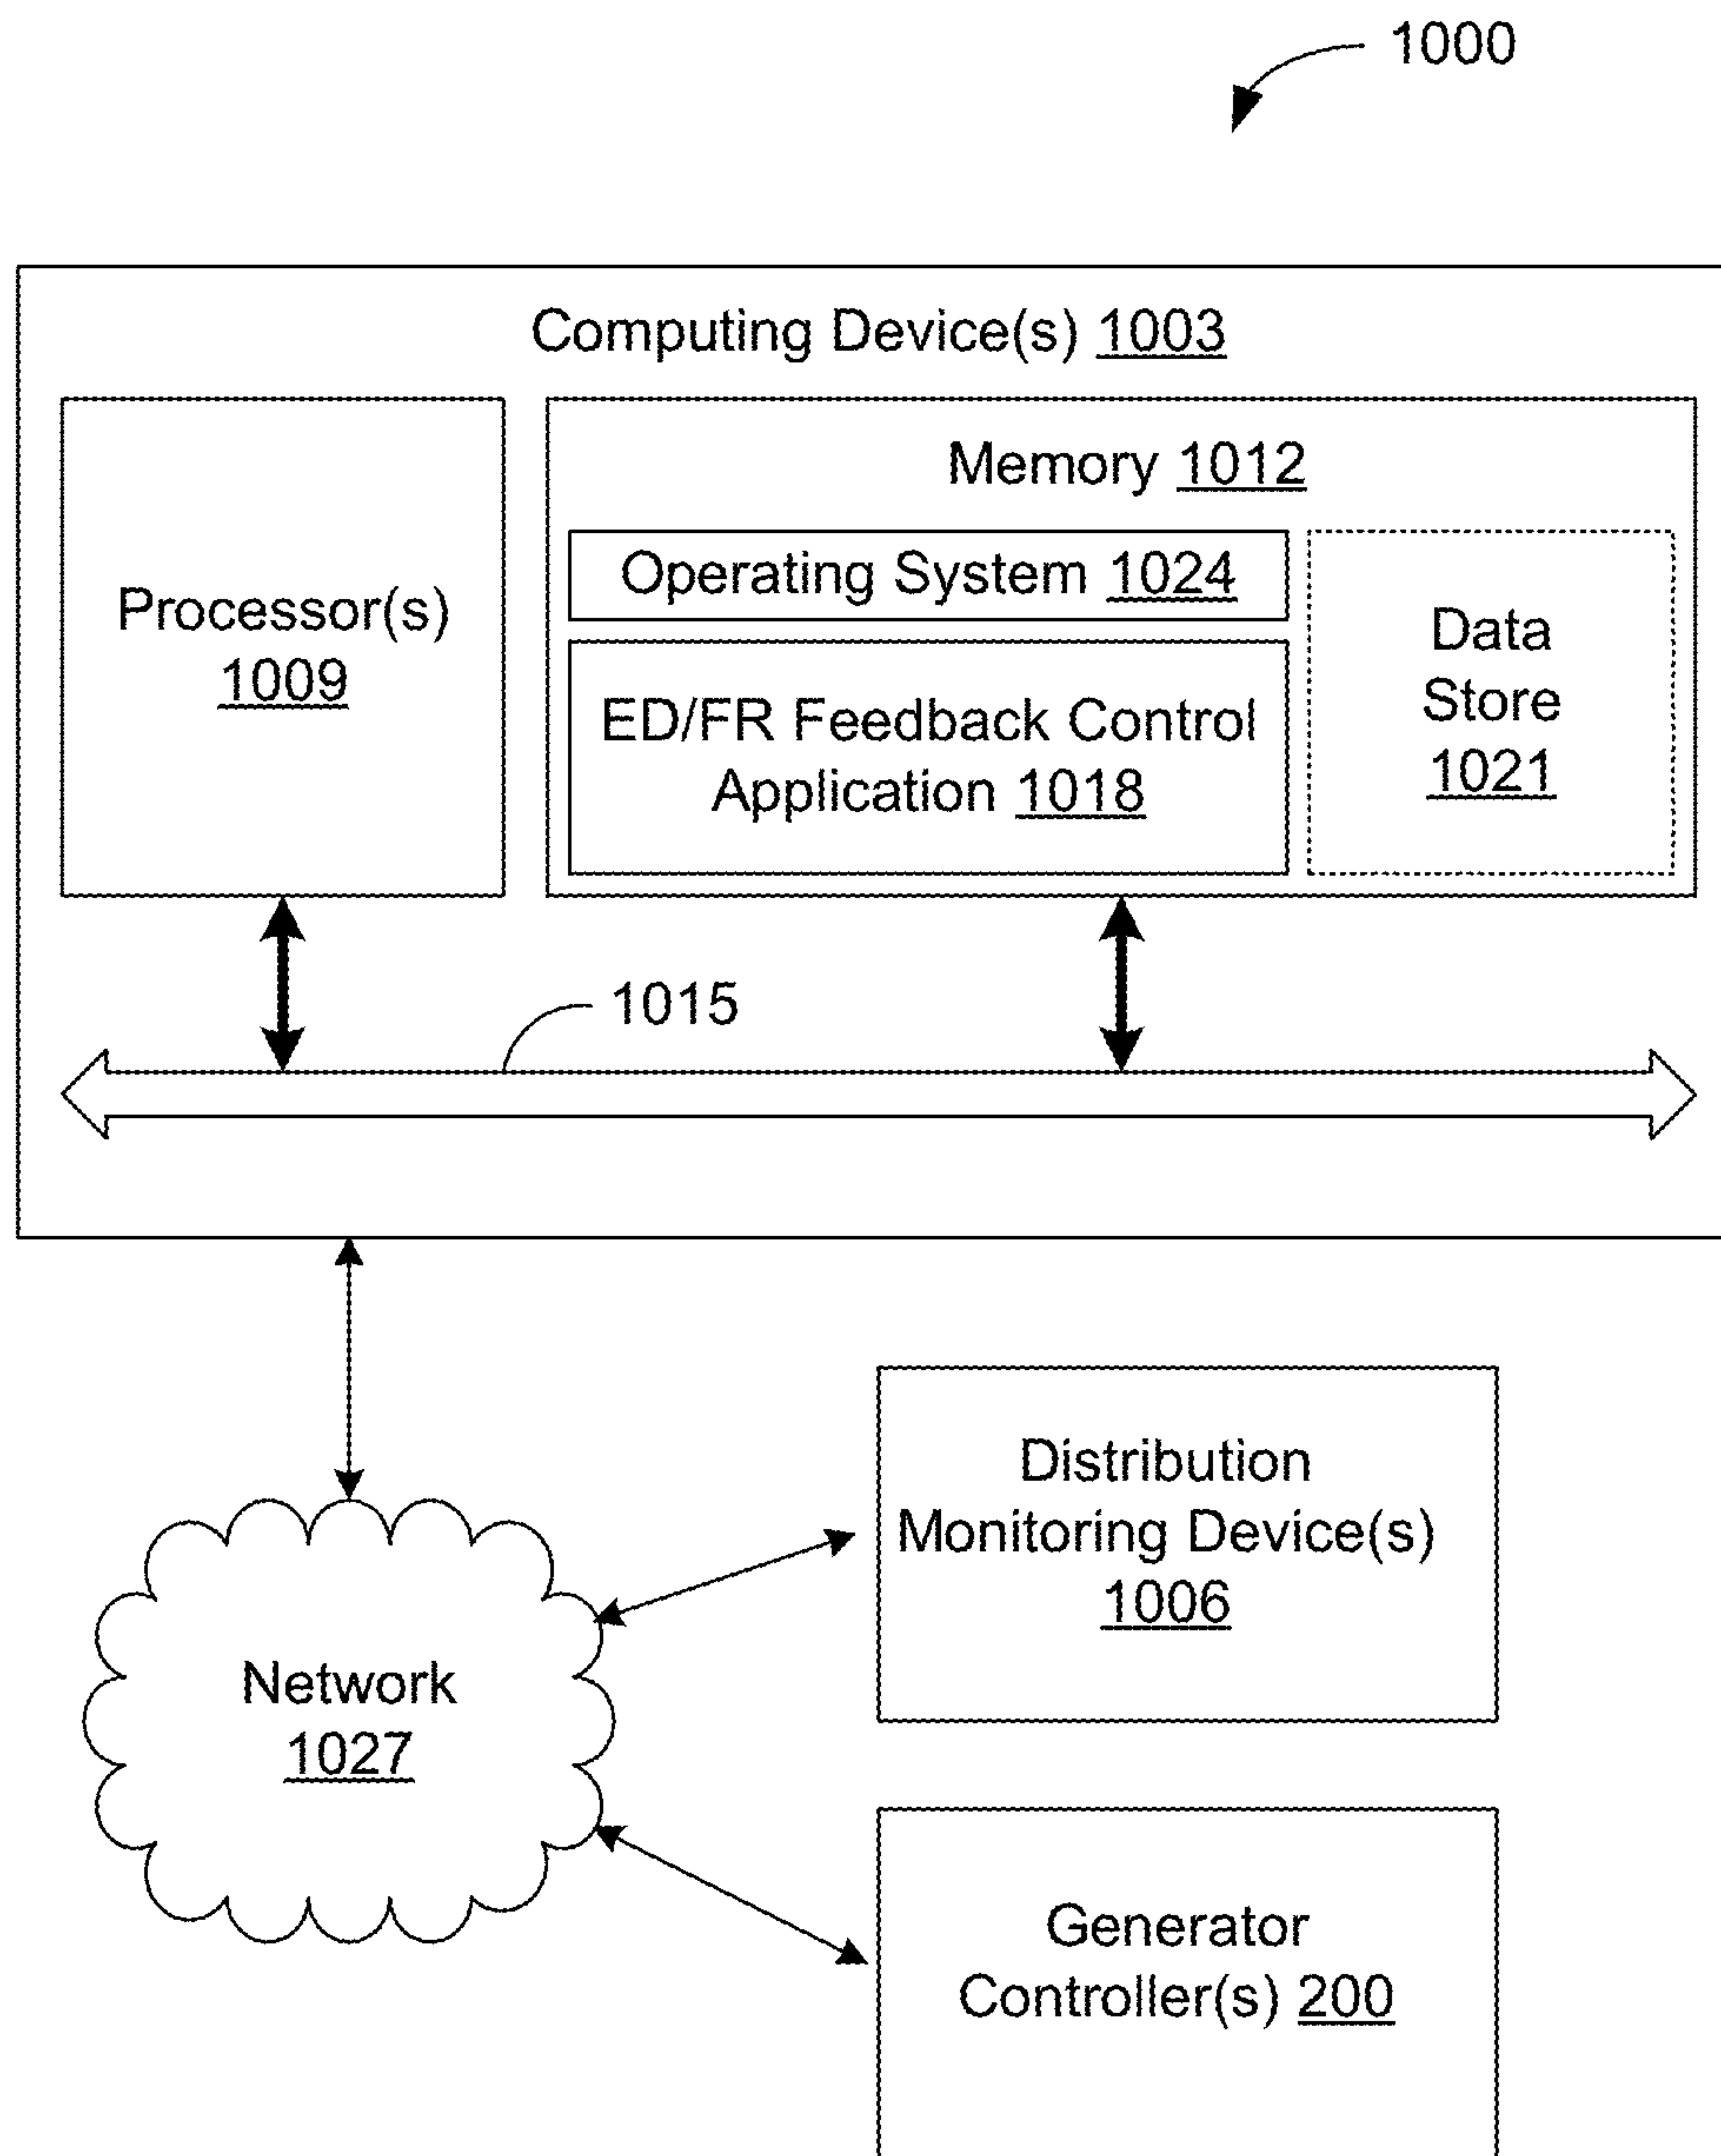 1000
Computing Device(s) 1003
Processor(s)
1009
Memory 1012
Operating System 1024
ED/FR Feedback Control
Application 1018
Data
Store
1021
1015
Distribution
Monitoring Device(s)
1006
Network
1027
Generator
Controller(s) 200